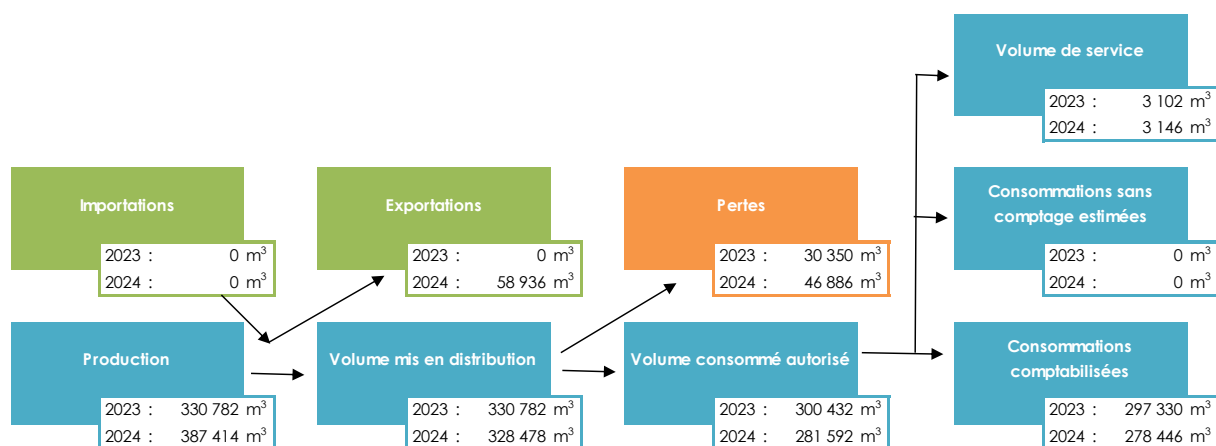 Volume de service
2023 : 3 102 m³
2024 : 3 146 m³
Importations
2023 : 0 m³
2024 : 0 m³
Exportations
2023 : 0 m³
2024 : 58 936 m³
Pertes
2023 : 30 350 m³
2024 : 46 886 m³
Consommations sans
comptage estimées
2023 : 0 m³
2024 : 0 m³
Production
2023 : 330 782 m³
2024 : 387 414 m³
Volume mis en distribution
2023 : 330 782 m³
2024 : 328 478 m³
Volume consommé autorisé
2023 : 300 432 m³
2024 : 281 592 m³
Consommations
comptabilisées
2023 : 297 330 m³
2024 : 278 446 m³